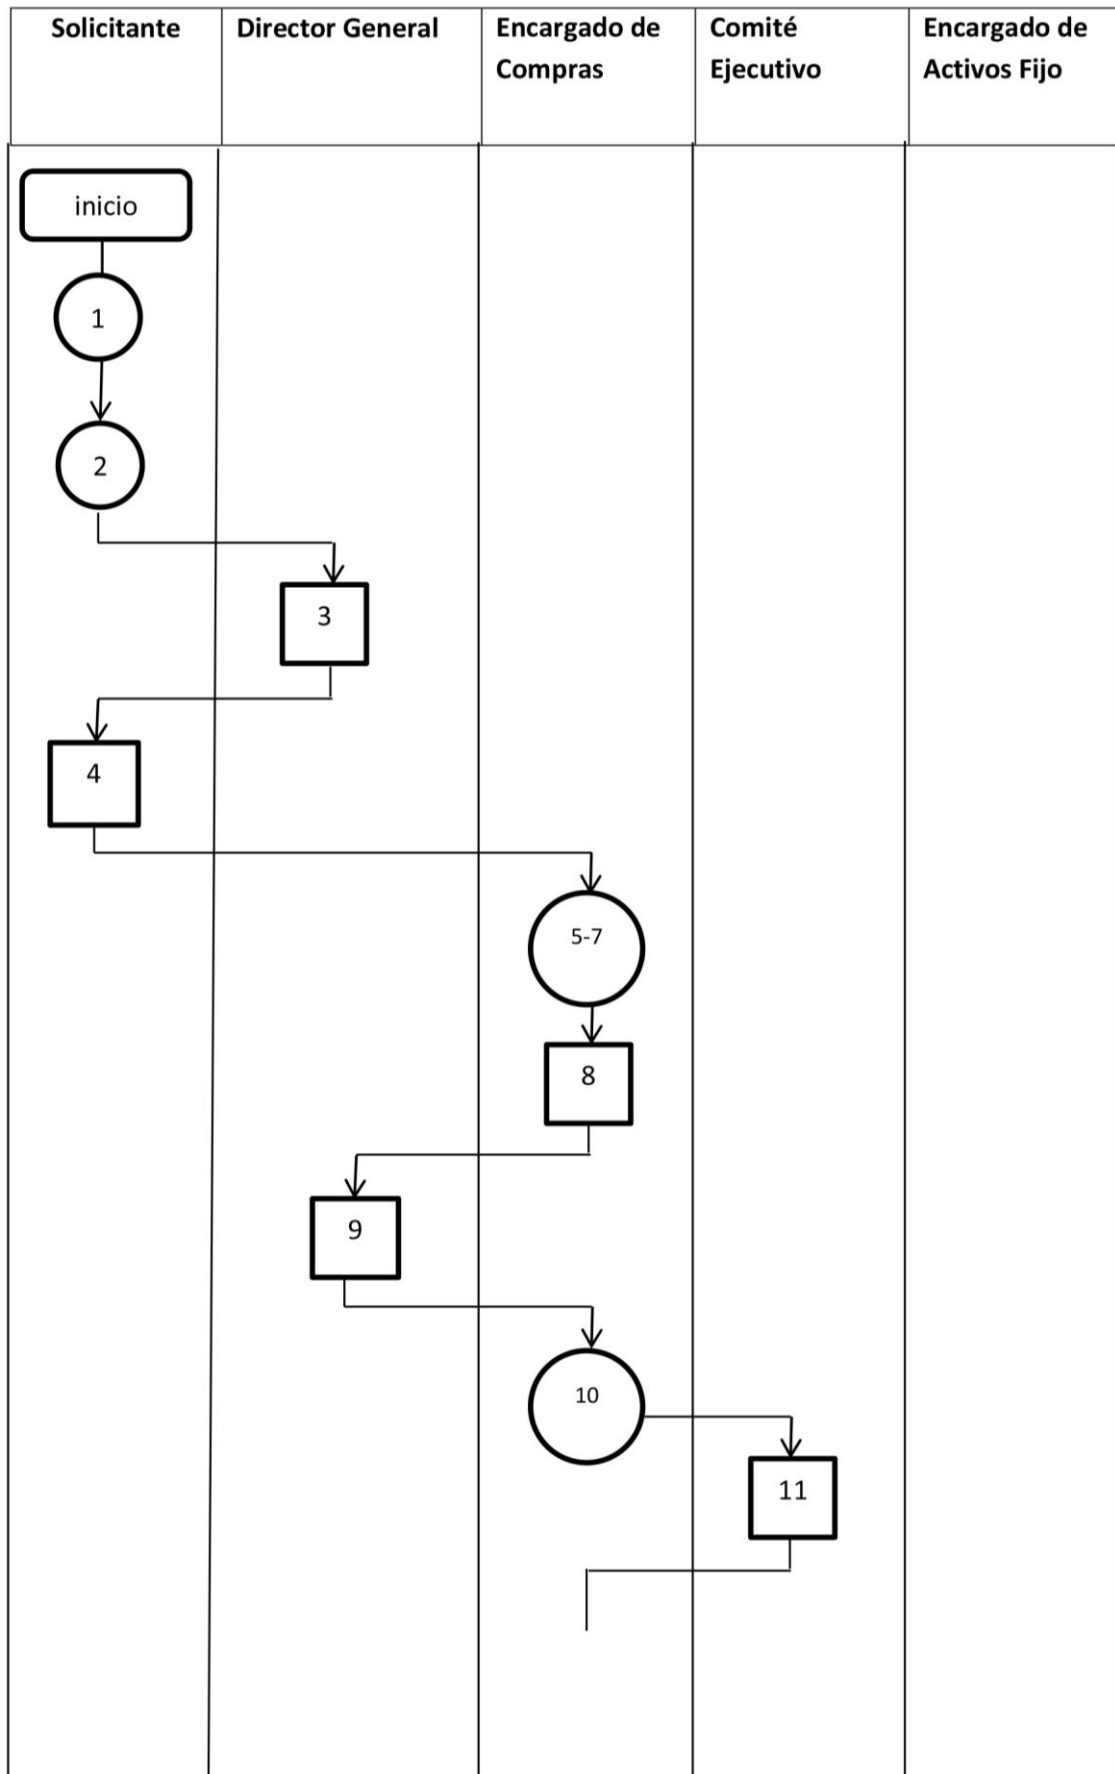 Solicitante
Director General
Encargado de
Compras
Comité
Ejecutivo
Encargado de
Activos Fijo
inicio
1
2
3
4
5-7
8
9
10
11